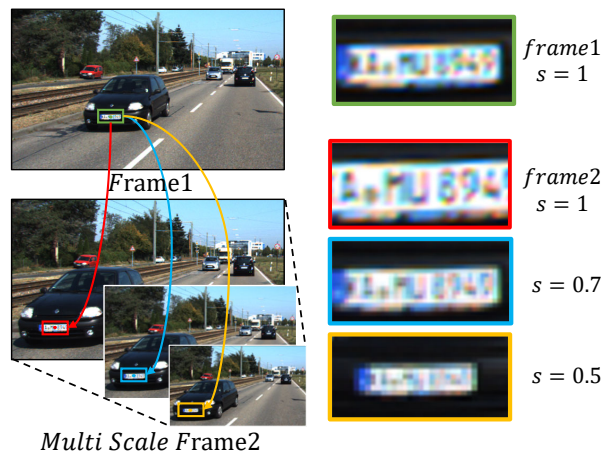 Frame1
Multi Scale Frame2
frame1
s = 1
frame2
s = 1
s = 0.7
s = 0.5